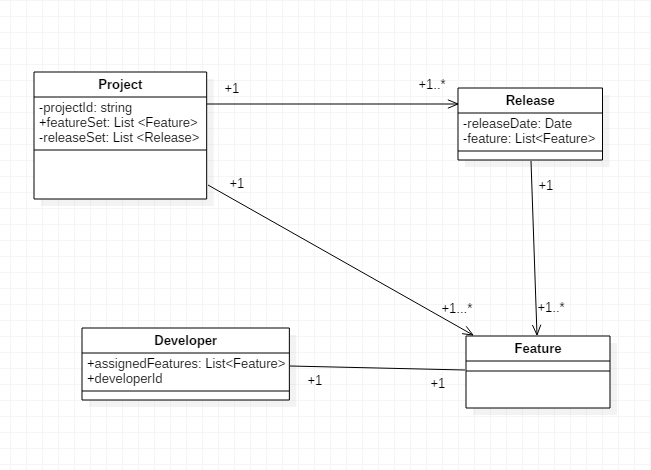 Project
-projectId: string
+featureSet: List <Feature>
-releaseSet: List <Release>
+1
+1..*
Release
-releaseDate: Date
-feature: List<Feature>
+1
+1
+1...*
+1..*
Developer
+assignedFeatures: List<Feature>
+developerId
+1
+1
Feature